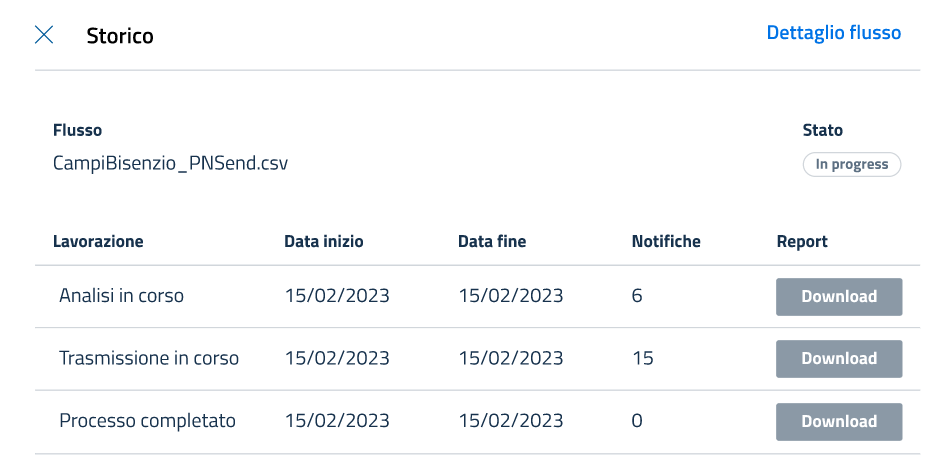 Storico
Dettaglio flusso
Flusso
Stato
CampiBisenzio_PNSend.csv
In progress
Lavorazione Data inizio Data fine Notifiche Report
Analisi in corso 15/02/2023 15/02/2023 6 Download
Trasmissione in corso 15/02/2023 15/02/2023 15 Download
Processo completato 15/02/2023 15/02/2023 0 Download